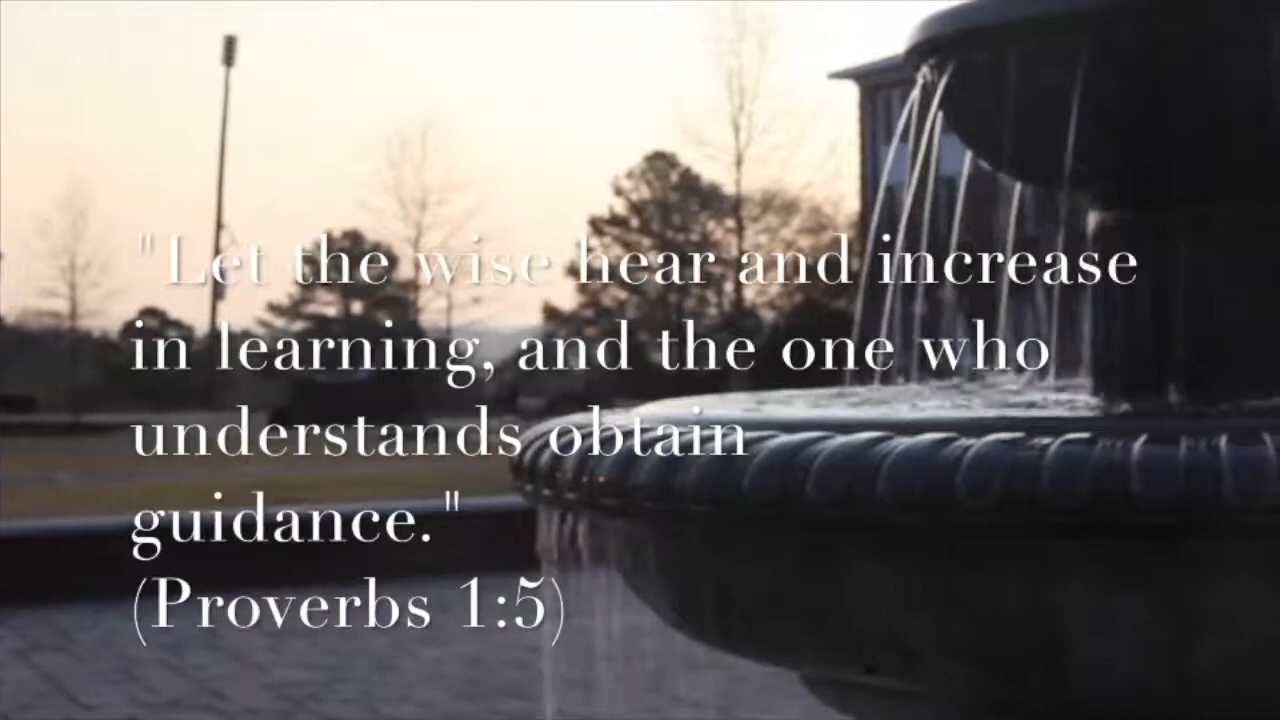 "Let the wise hear and increase
in learning, and the one who
understands obtain
guidance."
(Proverbs 1:5)